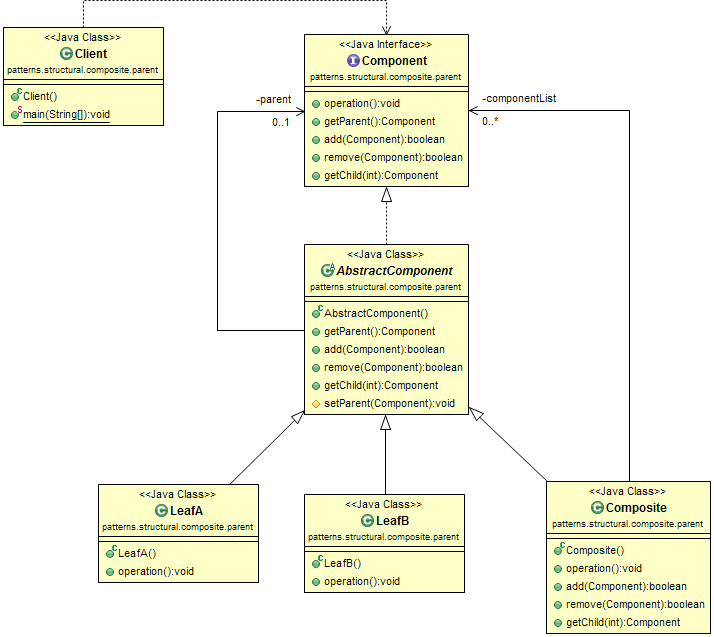 <<Java Class>>
Client
patterns.structural.composite.parent
Client()
main(String[]):void
<<Java Interface>>
Component
patterns.structural.composite.parent
operation():void
getParent():Component
add(Component):boolean
remove(Component):boolean
getChild(int):Component
-parent
0..1
-componentList
0..*
<<Java Class>>
AbstractComponent
patterns.structural.composite.parent
AbstractComponent()
getParent():Component
add(Component):boolean
remove(Component):boolean
getChild(int):Component
setParent(Component):void
<<Java Class>>
LeafA
patterns.structural.composite.parent
LeafA()
operation():void
<<Java Class>>
LeafB
patterns.structural.composite.parent
LeafB()
operation():void
<<Java Class>>
Composite
patterns.structural.composite.parent
Composite()
operation():void
add(Component):boolean
remove(Component):boolean
getChild(int):Component